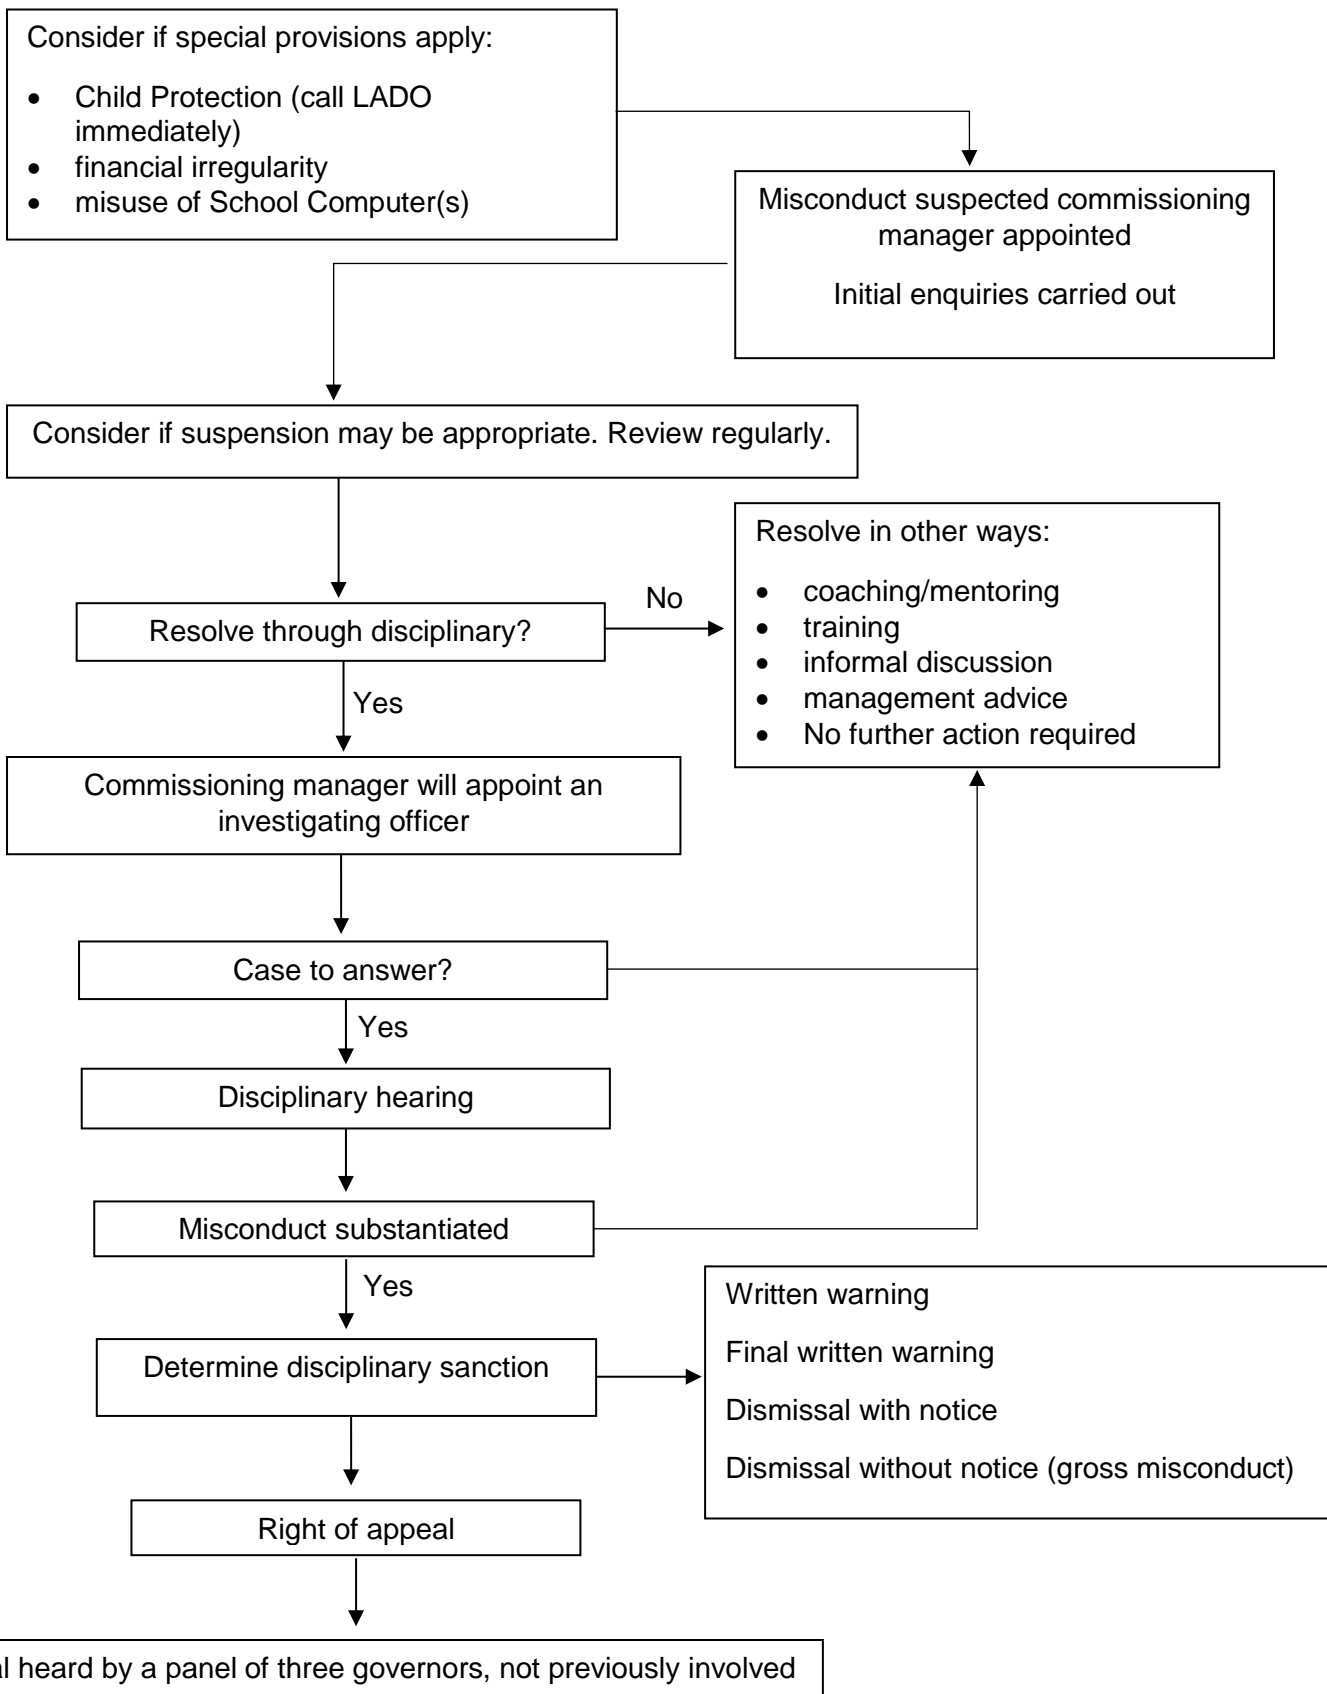 Consider if special provisions apply:
• Child Protection (call LADO
immediately)
• financial irregularity
• misuse of School Computer(s)
Misconduct suspected commissioning
manager appointed
Initial enquiries carried out
Consider if suspension may be appropriate. Review regularly.
Resolve through disciplinary?
No
Resolve in other ways:
• coaching/mentoring
• training
• informal discussion
• management advice
• No further action required
Yes
Commissioning manager will appoint an
investigating officer
Case to answer?
Yes
Disciplinary hearing
Misconduct substantiated
Yes
Determine disciplinary sanction
Written warning
Final written warning
Dismissal with notice
Dismissal without notice (gross misconduct)
Right of appeal
heard by a panel of three governors, not previously involved